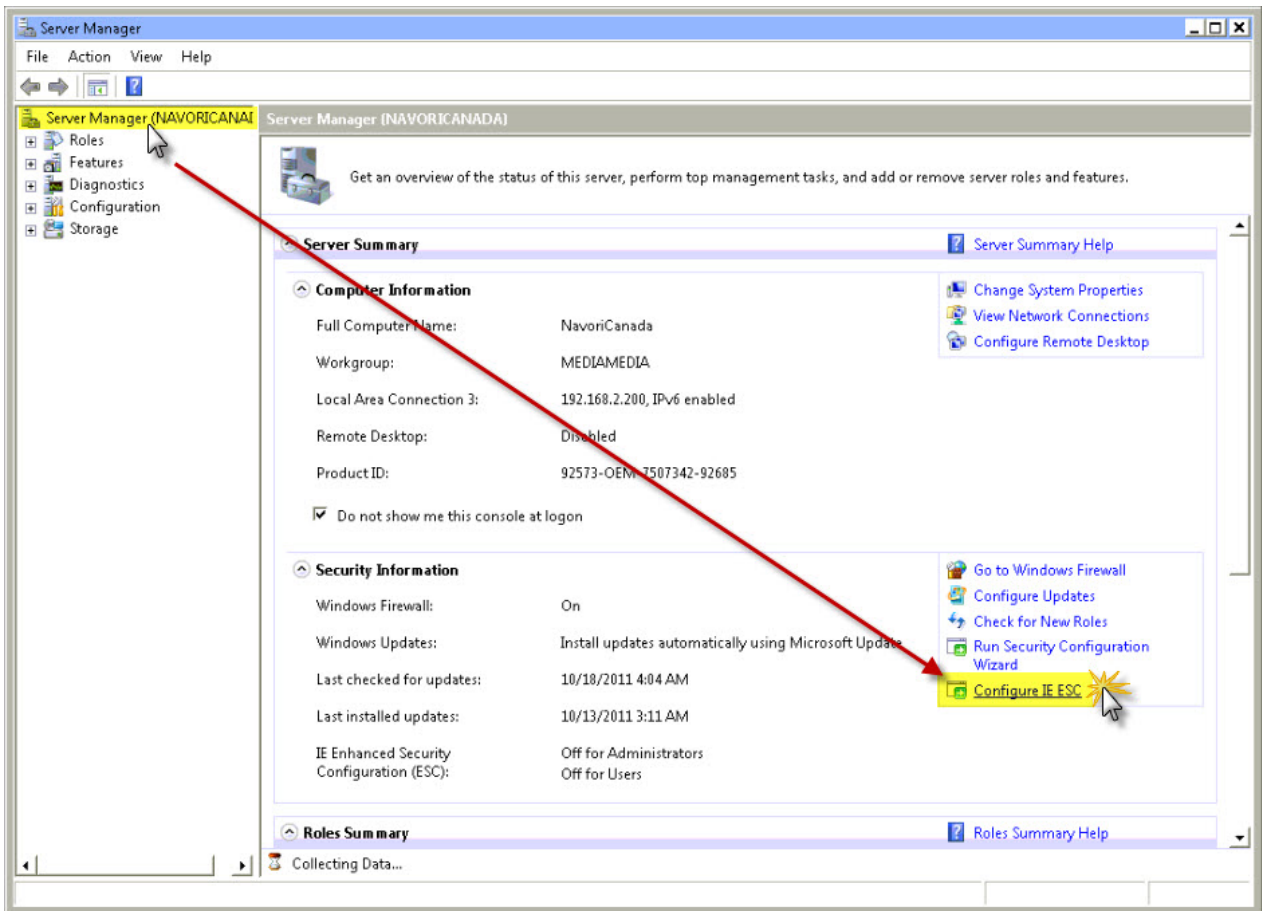 Server Manager
File Action View Help
Server Manager (NAVORICANAI
Roles
Features
Diagnostics
Configuration
Storage
Server Manager (NAVORICANADA)
Get an overview of the status of this server, perform top management tasks, and add or remove server roles and features.
Server Summary
Server Summary Help
Computer Information
Change System Properties
View Network Connections
Configure Remote Desktop
Full Computer Name: NavoriCanada
Workgroup: MEDIAMEDIA
Local Area Connection 3: 192.168.2.200, IPv6 enabled
Remote Desktop: Disabled
Product ID: 92573-OEM-7507342-92685
Do not show me this console at logon
Security Information
Go to Windows Firewall
Configure Updates
Check for New Roles
Run Security Configuration
Wizard
Configure IE ESC
Windows Firewall: On
Windows Updates: Install updates automatically using Microsoft Update
Last checked for updates: 10/18/2011 4:04 AM
Last installed updates: 10/13/2011 3:11 AM
IE Enhanced Security Off for Administrators
Configuration (ESC): Off for Users
Roles Summary
Roles Summary Help
Collecting Data...